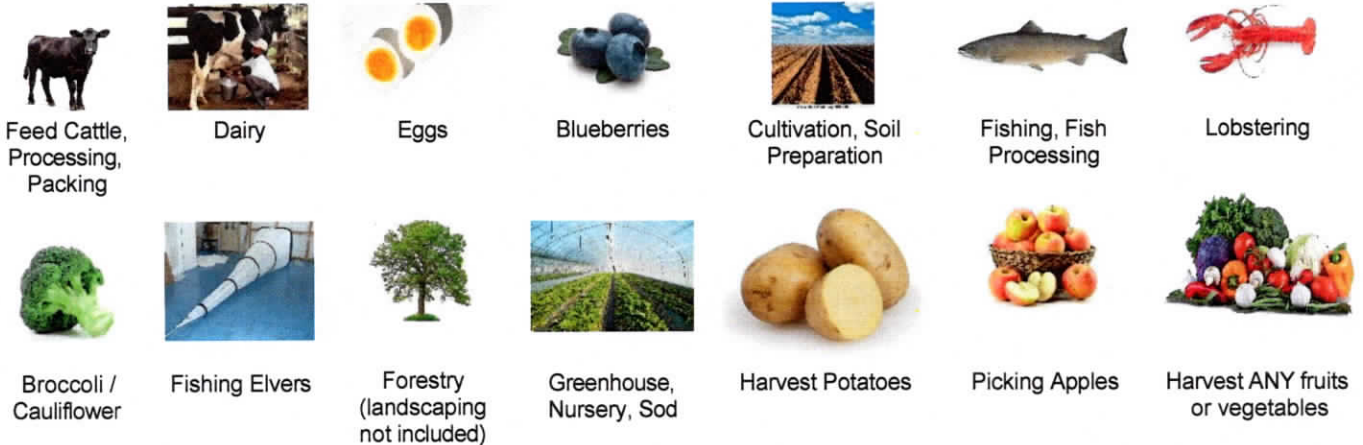 Feed Cattle,
Processing,
Packing
Dairy
Eggs
Blueberries
Cultivation, Soil
Preparation
Fishing, Fish
Processing
Lobstering
Broccoli /
Cauliflower
Fishing Elvers
Forestry
(landscaping
not included)
Greenhouse,
Nursery, Sod
Harvest Potatoes
Picking Apples
Harvest ANY fruits
or vegetables